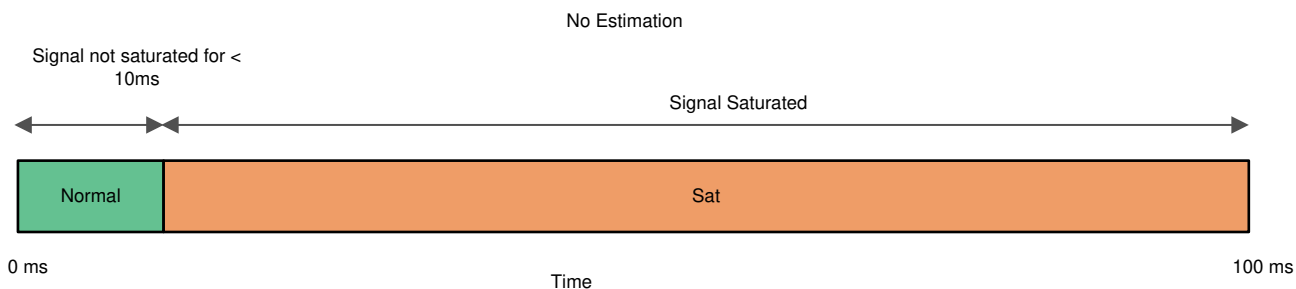 No Estimation
Signal not saturated for <
10ms
Signal Saturated
Normal
Sat
0 ms
Time
100 ms